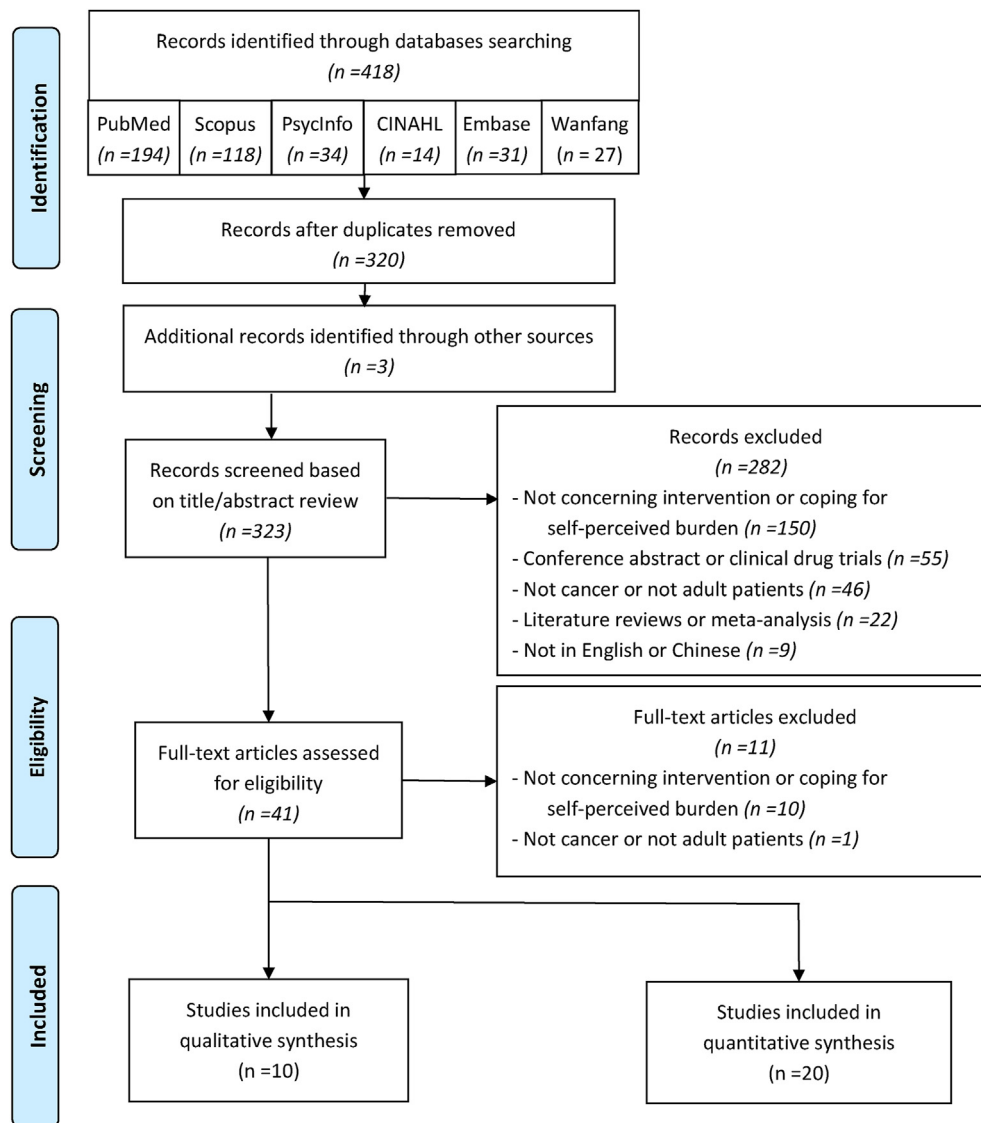 Identification
Records identified through databases searching
(n =418)
PubMed
(n =194)
Scopus
(n =118)
PsycInfo
(n =34)
CINAHL
(n =14)
Embase
(n =31)
Wanfang
(n = 27)
Records after duplicates removed
(n =320)
Screening
Additional records identified through other sources
(n =3)
Records screened based
on title/abstract review
(n =323)
Records excluded
(n =282)
- Not concerning intervention or coping for
self-perceived burden (n =150)
- Conference abstract or clinical drug trials (n =55)
- Not cancer or not adult patients (n =46)
- Literature reviews or meta-analysis (n =22)
- Not in English or Chinese (n =9)
Eligibility
Full-text articles assessed
for eligibility
(n =41)
Full-text articles excluded
(n =11)
- Not concerning intervention or coping for
self-perceived burden (n =10)
- Not cancer or not adult patients (n =1)
Included
Studies included in
qualitative synthesis
(n =10)
Studies included in
quantitative synthesis
(n =20)